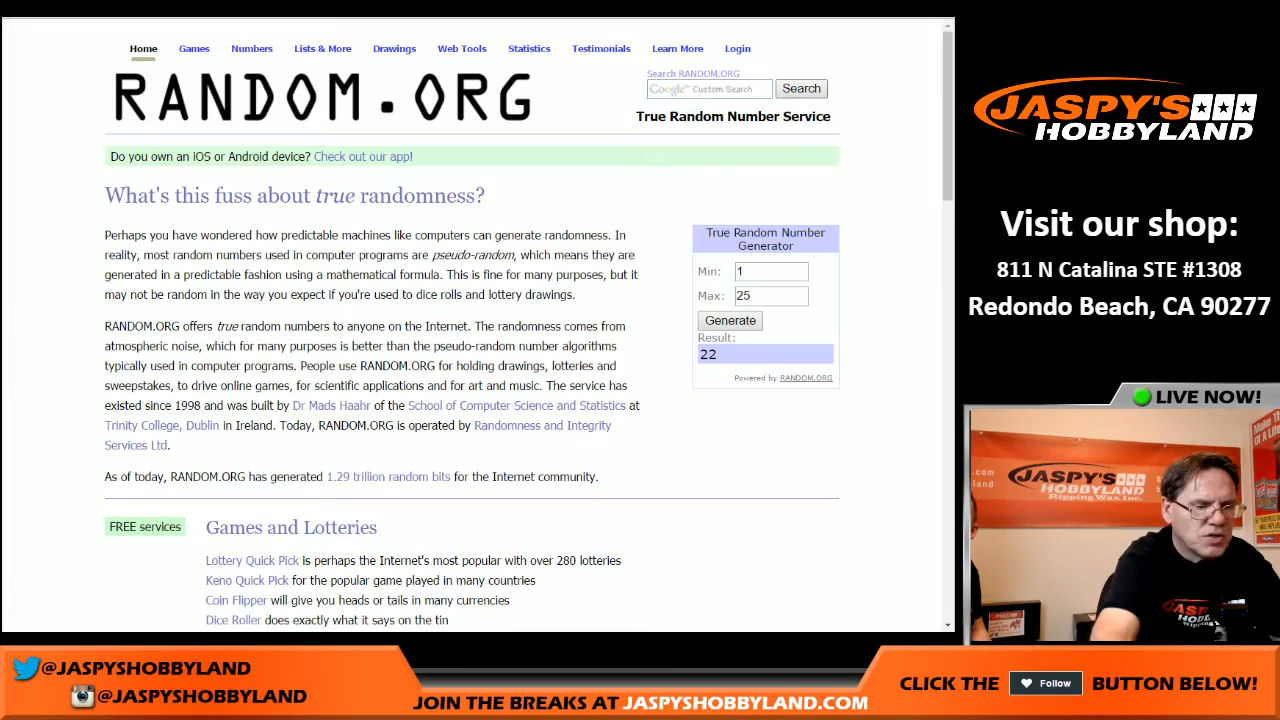 Home Games Numbers Lists & More Drawings Web Tools Statistics Testimonials Learn More Login
RANDOM.ORG
Search RANDOM.ORG
Google™ Custom Search Search
True Random Number Service
Do you own an iOS or Android device? Check out our app!
What's this fuss about true randomness?
Perhaps you have wondered how predictable machines like computers can generate randomness. In
reality, most random numbers used in computer programs are pseudo-random, which means they are
generated in a predictable fashion using a mathematical formula. This is fine for many purposes, but it
may not be random in the way you expect if you're used to dice rolls and lottery drawings.
RANDOM.ORG offers true random numbers to anyone on the Internet. The randomness comes from
atmospheric noise, which for many purposes is better than the pseudo-random number algorithms
typically used in computer programs. People use RANDOM.ORG for holding drawings, lotteries and
sweepstakes, to drive online games, for scientific applications and for art and music. The service has
existed since 1998 and was built by Dr Mads Haahr of the School of Computer Science and Statistics at
Trinity College, Dublin in Ireland. Today, RANDOM.ORG is operated by Randomness and Integrity
Services Ltd.
As of today, RANDOM.ORG has generated 1.29 trillion random bits for the Internet community.
True Random Number
Generator
Min: 1
Max: 25
Generate
Result:
22
Powered by RANDOM.ORG
FREE services
Games and Lotteries
Lottery Quick Pick is perhaps the Internet's most popular with over 280 lotteries
Keno Quick Pick for the popular game played in many countries
Coin Flipper will give you heads or tails in many currencies
Dice Roller does exactly what it says on the tin
JASPY'S
HOBBYLAND
Visit our shop:
811 N Catalina STE #1308
Redondo Beach, CA 90277
LIVE NOW!
JASPY'S
HOBBYLAND
Ripping Wax Inc.
@JASPYSHOBBYLAND
@JASPYSHOBBYLAND
JOIN THE BREAKS AT JASPYSHOBBYLAND.COM
CLICK THE Follow BUTTON BELOW!